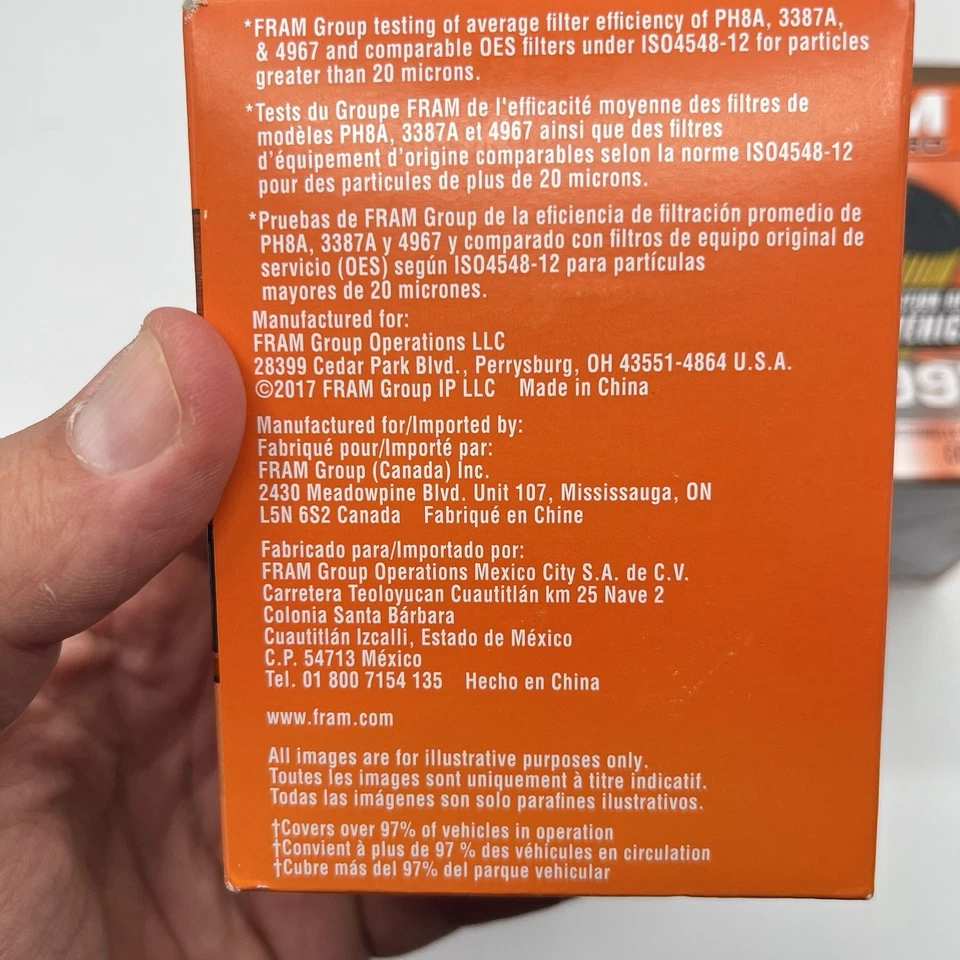 *FRAM Group testing of average filter efficiency of PH8A, 3387A,
& 4967 and comparable OES filters under ISO4548-12 for particles
greater than 20 microns.
*Tests du Groupe FRAM de l'efficacité moyenne des filtres de
modèles PH8A, 3387A et 4967 ainsi que des filtres
d'équipement d'origine comparables selon la norme ISO4548-12
pour des particules de plus de 20 microns.
*Pruebas de FRAM Group de la eficiencia de filtración promedio de
PH8A, 3387A y 4967 y comparado con filtros de equipo original de
servicio (OES) según ISO4548-12 para partículas
mayores de 20 micrones.
Manufactured for:
FRAM Group Operations LLC
28399 Cedar Park Blvd., Perrysburg, OH 43551-4864 U.S.A.
©2017 FRAM Group IP LLC Made in China
Manufactured for/Imported by:
Fabriqué pour/Importé par:
FRAM Group (Canada) Inc.
2430 Meadowpine Blvd. Unit 107, Mississauga, ON
L5N 6S2 Canada Fabriqué en Chine
Fabricado para/Importado por:
FRAM Group Operations Mexico City S.A. de C.V.
Carretera Teoloyucan Cuautitlán km 25 Nave 2
Colonia Santa Bárbara
Cuautitlán Izcalli, Estado de México
C.P. 54713 México
Tel. 01 800 7154 135 Hecho en China
www.fram.com
All images are for illustrative purposes only.
Toutes les images sont uniquement à titre indicatif.
Todas las imágenes son solo parafines ilustrativos.
†Covers over 97% of vehicles in operation
†Convient à plus de 97 % des véhicules en circulation
†Cubre más del 97% del parque vehicular